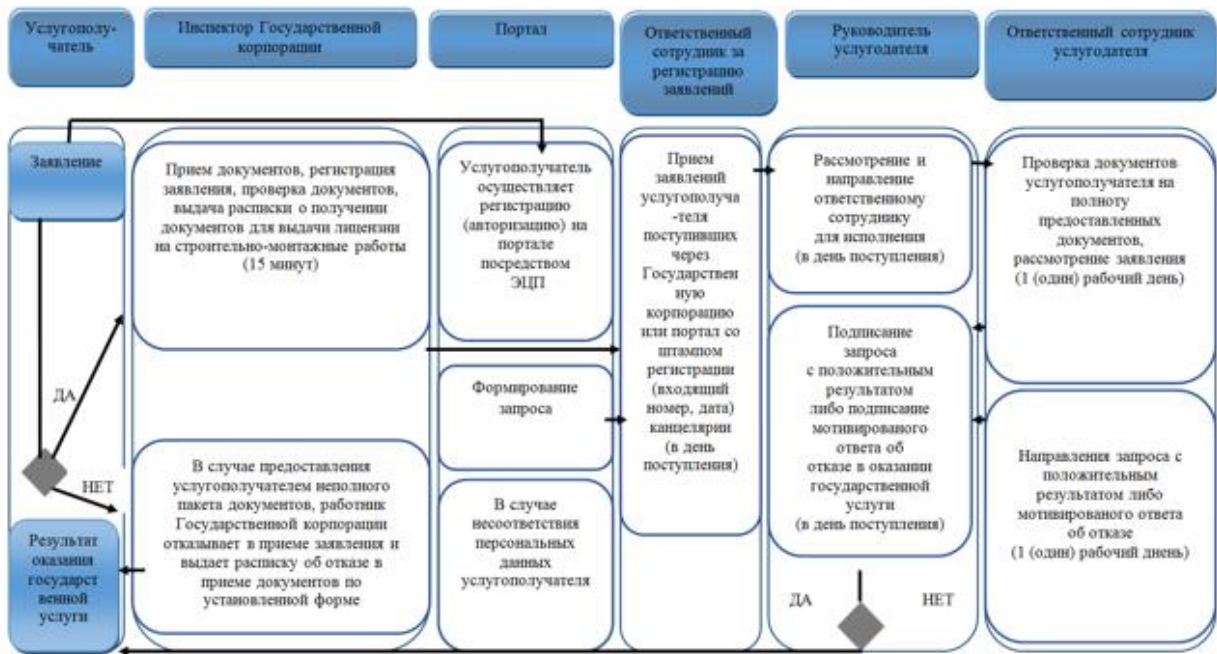 Услугополу-
чатель
Инспектор Государственной
корпорации
Портал
Ответственный
сотрудник за
регистрацию
заявлений
Руководитель
услугодателя
Ответственный сотрудник
услугодателя
Заявление
ДА
НЕТ
Результат
оказания
государст
венной
услуги
Прием документов, регистрация
заявления, проверка документов,
выдача расписки о получении
документов для выдачи лицензии
на строительно-монтажные работы
(15 минут)
В случае предоставления
услугополучателем неполного
пакета документов, работник
Государственной корпорации
отказывает в приеме заявления и
выдает расписку об отказе в
приеме документов по
установленной форме
Услугополучатель
осуществляет
регистрацию
(авторизацию) на
портале
посредством
ЭЦП
Формирование
запроса
В случае
несоответствия
персональных
данных
услугополучателя
Прием
заявлений
услугополуча
-теля
поступивших
через
Государствен
ную
корпорацию
или портал со
штампом
регистрации
(входящий
номер, дата)
канцелярии
(в день
поступления)
Рассмотрение и
направление
ответственному
сотруднику
для исполнения
(в день поступления)
Подписание
запроса
с положительным
результатом
либо подписание
мотивированого
ответа об
отказе в оказании
государственной
услуги
(в день поступления)
ДА
НЕТ
Проверка документов
услугополучателя на
полноту
предоставленных
документов,
рассмотрение заявления
(1 (один) рабочий день)
Направления запроса с
положительным
результатом либо
мотивированого ответа
об отказе
(1 (один) рабочий днень)